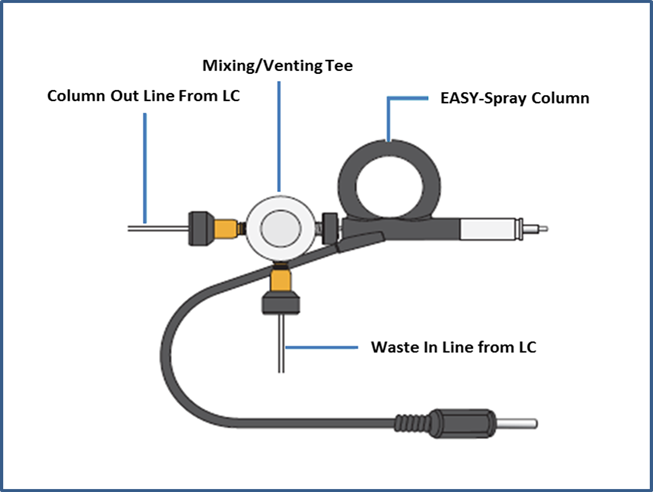 Mixing/Venting Tee
Column Out Line From LC
EASY-Spray Column
Waste In Line from LC